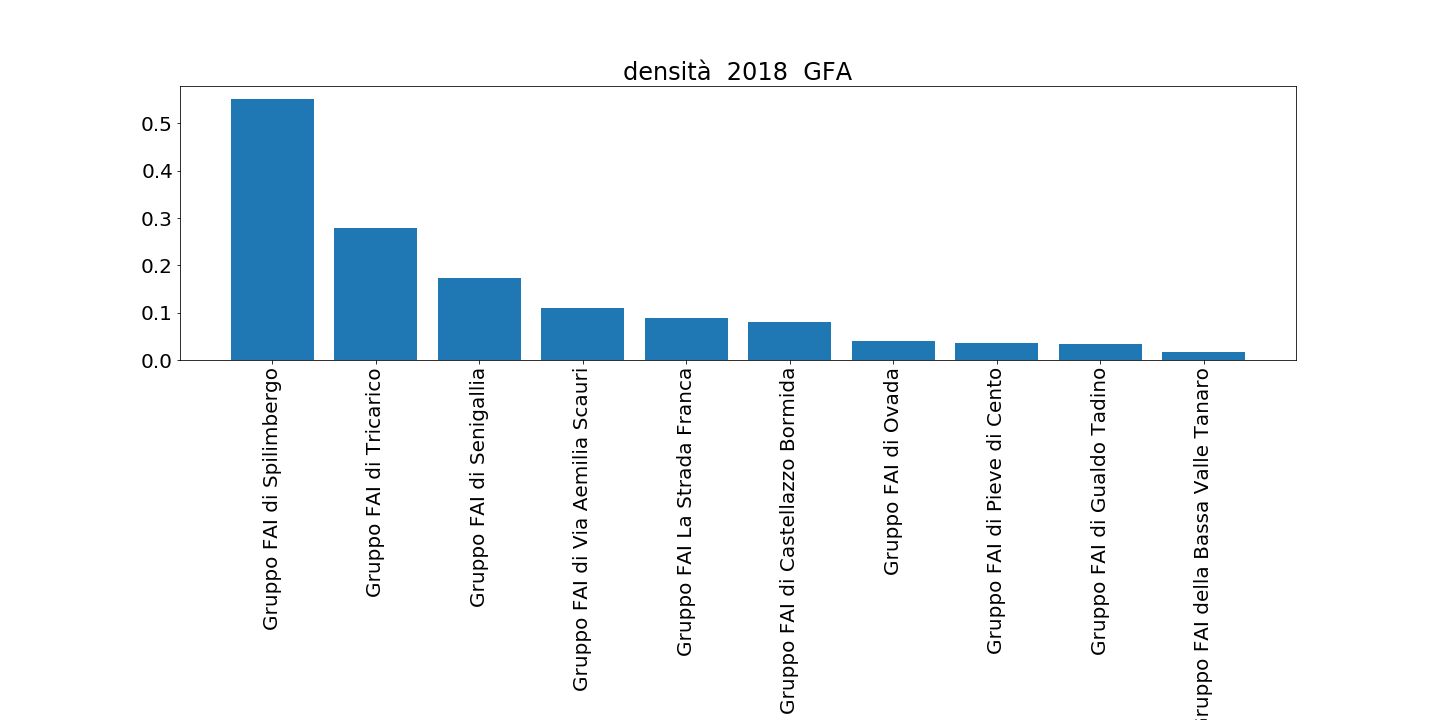 densità 2018 GFA
0.5
0.4
0.3
0.2
0.1
0.0
Gruppo FAI di Spilimbergo
Gruppo FAI di Tricarico
Gruppo FAI di Senigallia
Gruppo FAI di Via Aemilia Scauri
Gruppo FAI La Strada Franca
Gruppo FAI di Castellazzo Bormida
Gruppo FAI di Ovada
Gruppo FAI di Pieve di Cento
Gruppo FAI di Gualdo Tadino
ruppo FAI della Bassa Valle Tanaro